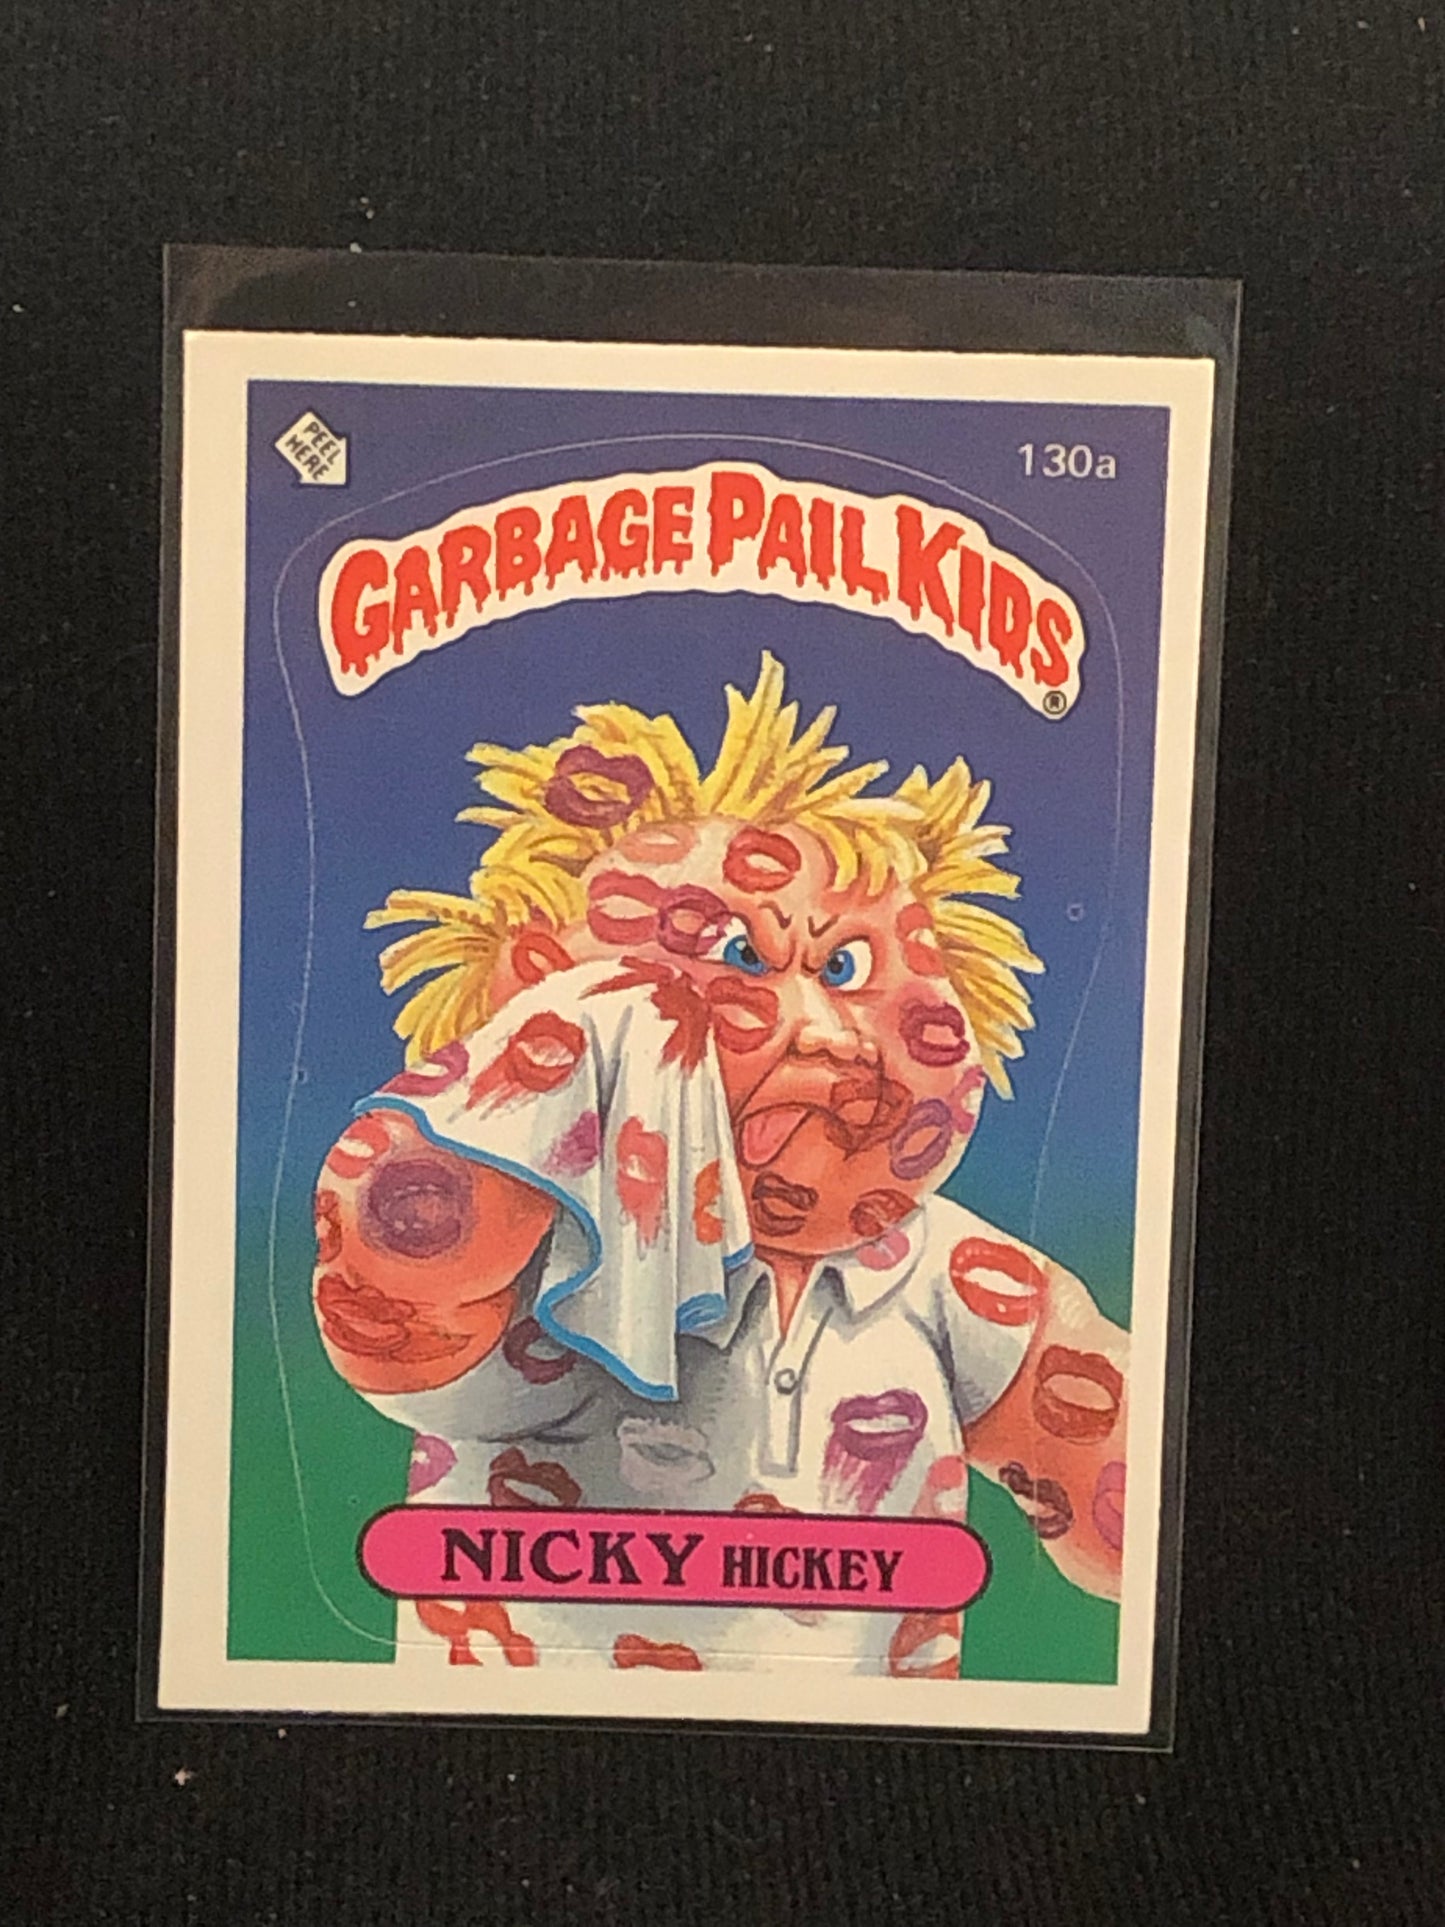 PEEL
HERE
130a
GARBAGE PAIL KIDS
®
NICKY HICKEY